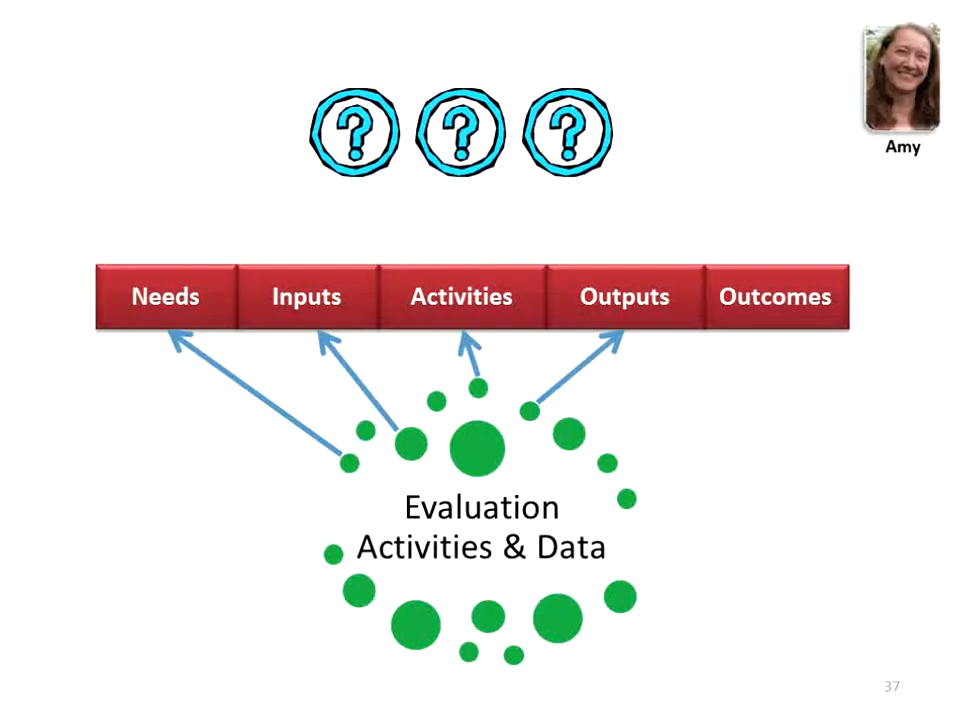 Amy
? ? ?
Needs Inputs Activities Outputs Outcomes
Evaluation
Activities & Data
37